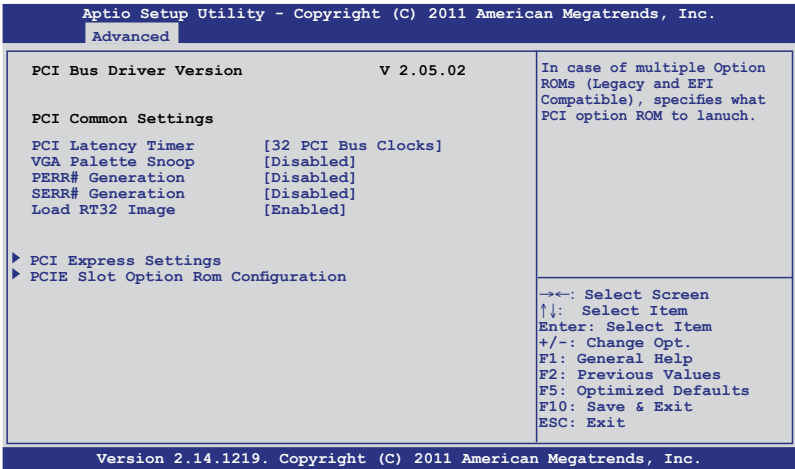 Aptio Setup Utility - Copyright (C) 2011 American Megatrends, Inc.
Advanced
PCI Bus Driver Version V 2.05.02
PCI Common Settings
PCI Latency Timer [32 PCI Bus Clocks]
VGA Palette Snoop [Disabled]
PERR# Generation [Disabled]
SERR# Generation [Disabled]
Load RT32 Image [Enabled]
PCI Express Settings
PCIE Slot Option Rom Configuration
In case of multiple Option
ROMs (Legacy and EFI
Compatible), specifies what
PCI option ROM to lanuch.
→←: Select Screen
↑↓: Select Item
Enter: Select Item
+/-: Change Opt.
F1: General Help
F2: Previous Values
F5: Optimized Defaults
F10: Save & Exit
ESC: Exit
Version 2.14.1219. Copyright (C) 2011 American Megatrends, Inc.